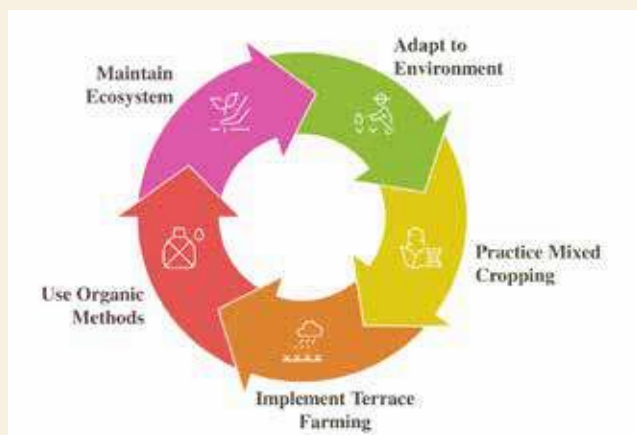 Adapt to
Environment
Practice Mixed
Cropping
Implement Terrace
Farming
Use Organic
Methods
Maintain
Ecosystem